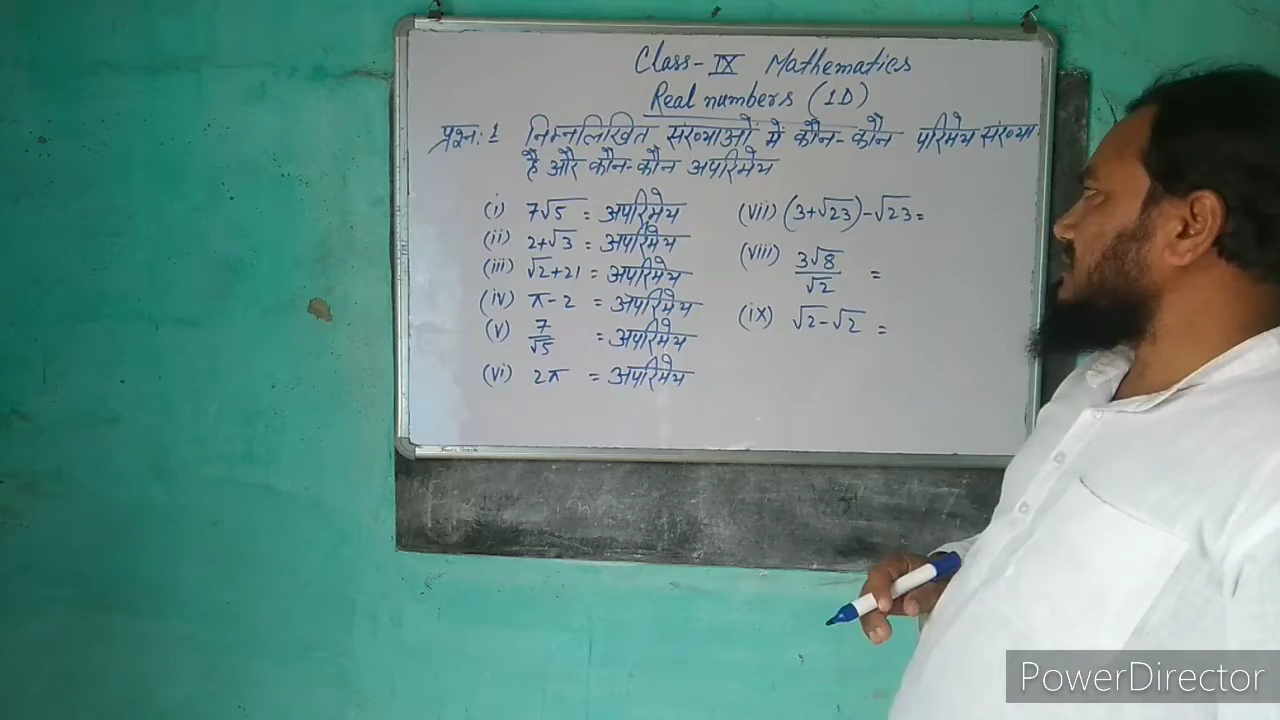 Class-IX Mathematics
Real numbers (1D)
प्रश्न:1 निम्नलिखित संख्याओं में कौन-कौन परिमेय संख्या
है और कौन-कौन अपरिमेय
(i) 7√5 = अपरिमेय
(ii) 2+√3 = अपरिमेय
(iii) √2+21 = अपरिमेय
(iv) π-2 = अपरिमेय
(v) 7/√5 = अपरिमेय
(vi) 2π = अपरिमेय
(vii) (3+√23)-√23=
(viii) 3√8/√2 =
(ix) √2-√2 =
PowerDirector